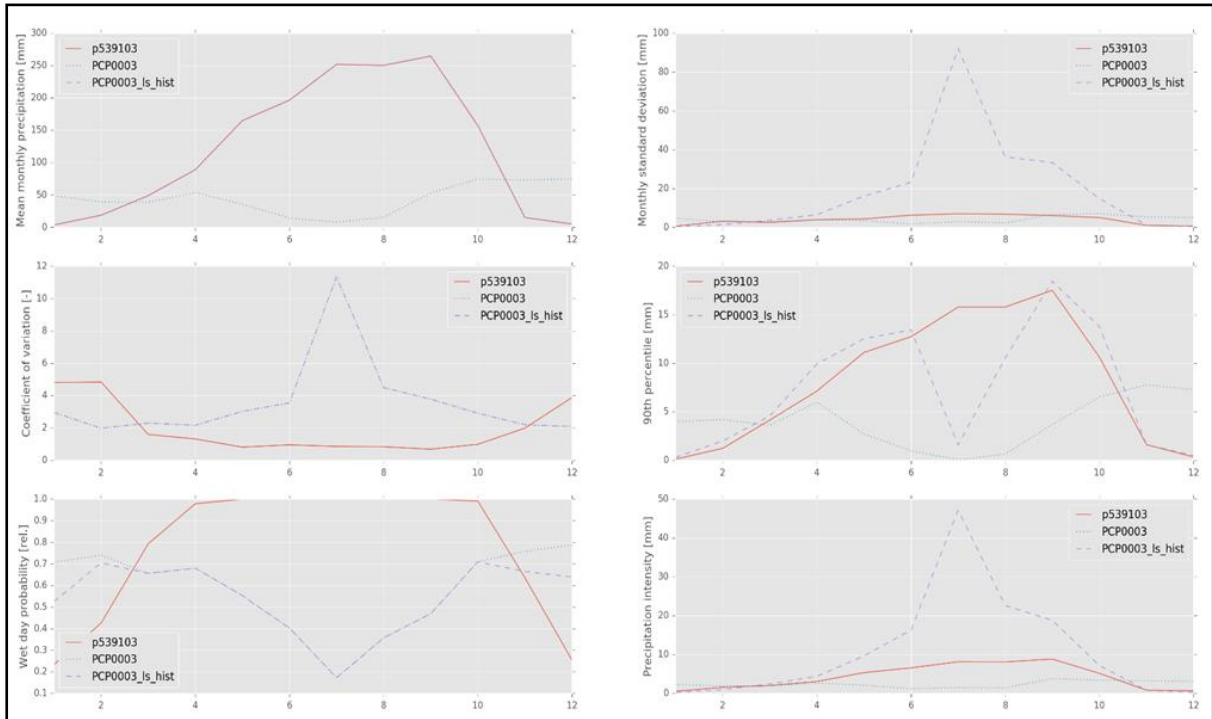 Mean monthly precipitation [mm]
300
250
200
150
100
50
0
p539103
PCP0003
PCP0003_ls_hist
2 4 6 8 10 12
Monthly standard deviation [mm]
100
80
60
40
20
0
p539103
PCP0003
PCP0003_ls_hist
2 4 6 8 10 12
Coefficient of variation [-]
12
10
8
6
4
2
0
p539103
PCP0003
PCP0003_ls_hist
2 4 6 8 10 12
90th percentile [mm]
20
15
10
5
0
p539103
PCP0003
PCP0003_ls_hist
2 4 6 8 10 12
Wet day probability [rel.]
1.0
0.9
0.8
0.7
0.6
0.5
0.4
0.3
0.2
0.1
p539103
PCP0003
PCP0003_ls_hist
2 4 6 8 10 12
Precipitation intensity [mm]
50
40
30
20
10
0
p539103
PCP0003
PCP0003_ls_hist
2 4 6 8 10 12